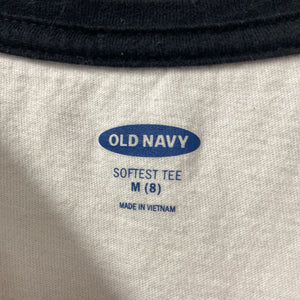 OLD NAVY
SOFTEST TEE
M (8)
MADE IN VIETNAM